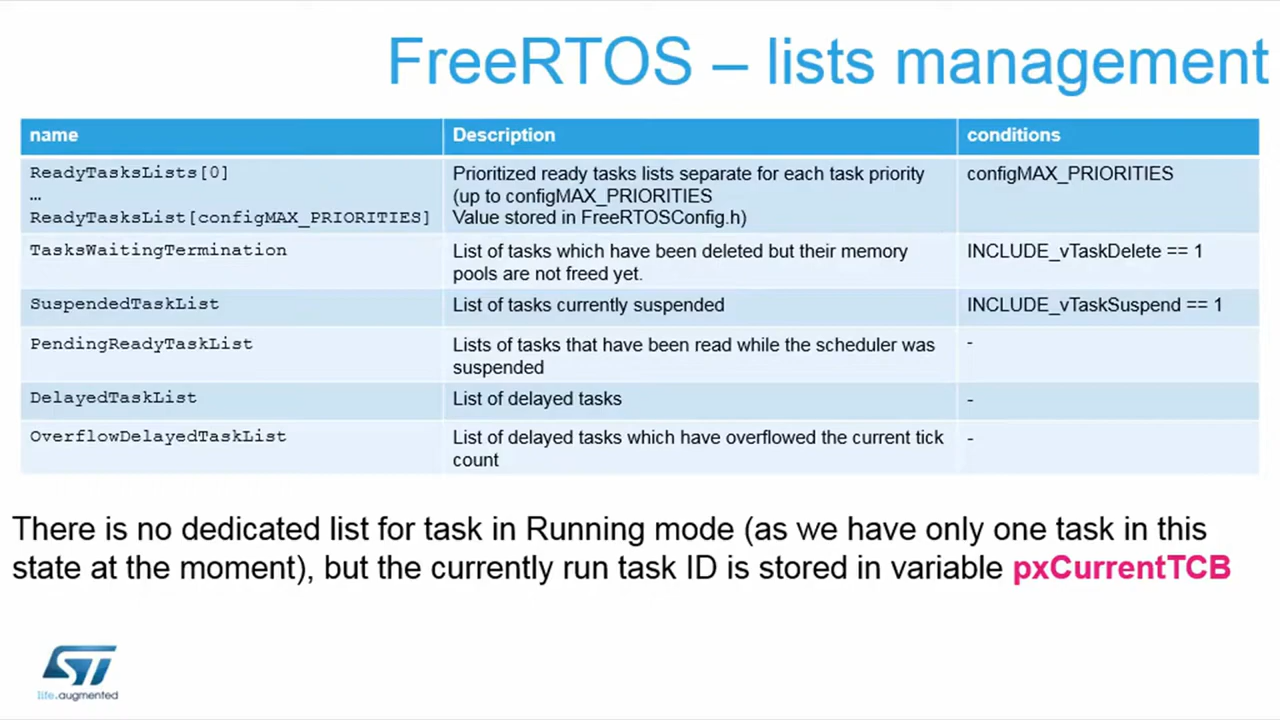 FreeRTOS – lists management
name Description conditions
ReadyTasksLists[0]
…
ReadyTasksList[configMAX_PRIORITIES]
Prioritized ready tasks lists separate for each task priority
(up to configMAX_PRIORITIES
Value stored in FreeRTOSConfig.h)
configMAX_PRIORITIES
TasksWaitingTermination
List of tasks which have been deleted but their memory
pools are not freed yet.
INCLUDE_vTaskDelete == 1
SuspendedTaskList
List of tasks currently suspended
INCLUDE_vTaskSuspend == 1
PendingReadyTaskList
Lists of tasks that have been read while the scheduler was
suspended
-
DelayedTaskList
List of delayed tasks
-
OverflowDelayedTaskList
List of delayed tasks which have overflowed the current tick
count
-
There is no dedicated list for task in Running mode (as we have only one task in this
state at the moment), but the currently run task ID is stored in variable pxCurrentTCB
ST
life.augmented